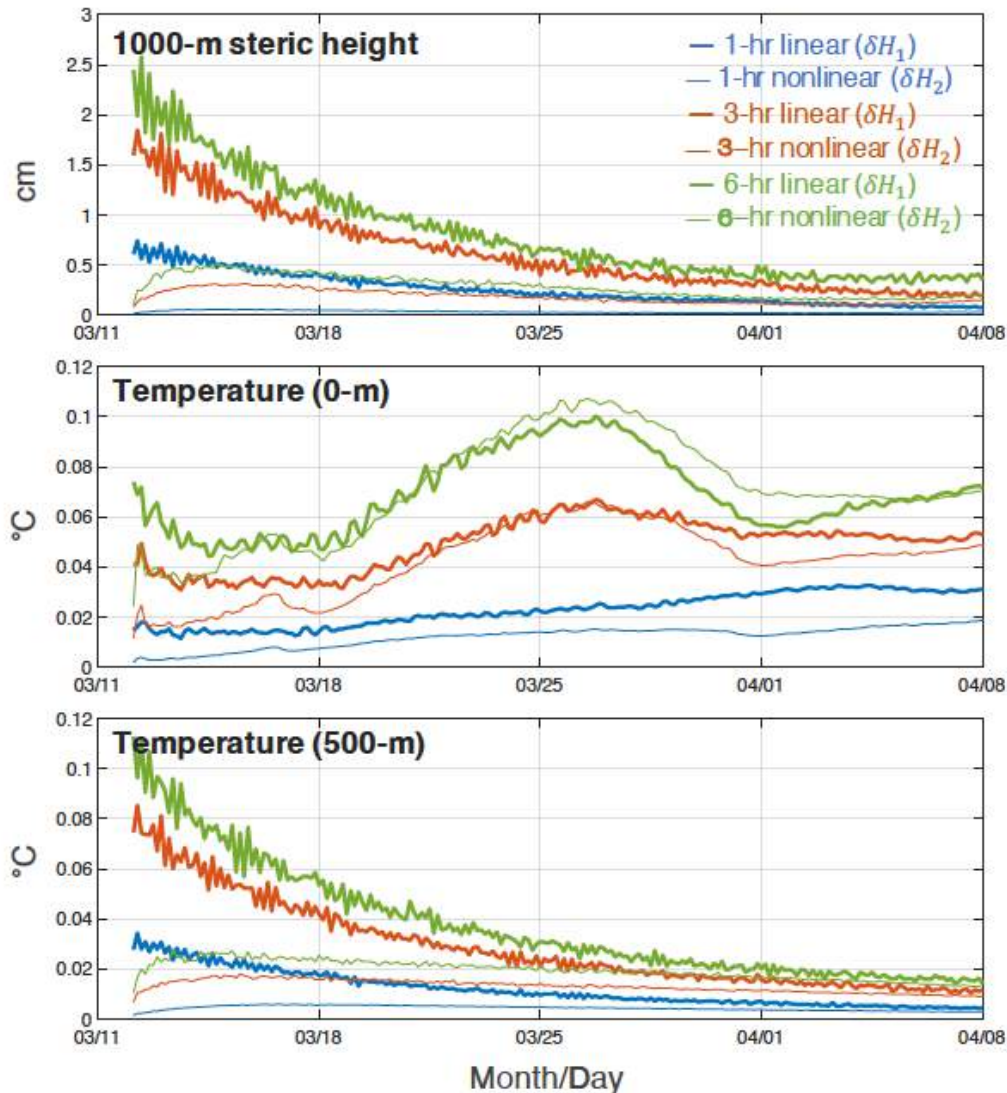 1000-m steric height
1-hr linear (δH₁)
1-hr nonlinear (δH₂)
3-hr linear (δH₁)
3-hr nonlinear (δH₂)
6-hr linear (δH₁)
6-hr nonlinear (δH₂)
cm
3
2.5
2
1.5
1
0.5
0
03/11 03/18 03/25 04/01 04/08
Temperature (0-m)
°C
0.12
0.1
0.08
0.06
0.04
0.02
0
03/11 03/18 03/25 04/01 04/08
Temperature (500-m)
°C
0.12
0.1
0.08
0.06
0.04
0.02
0
03/11 03/18 03/25 04/01 04/08
Month/Day